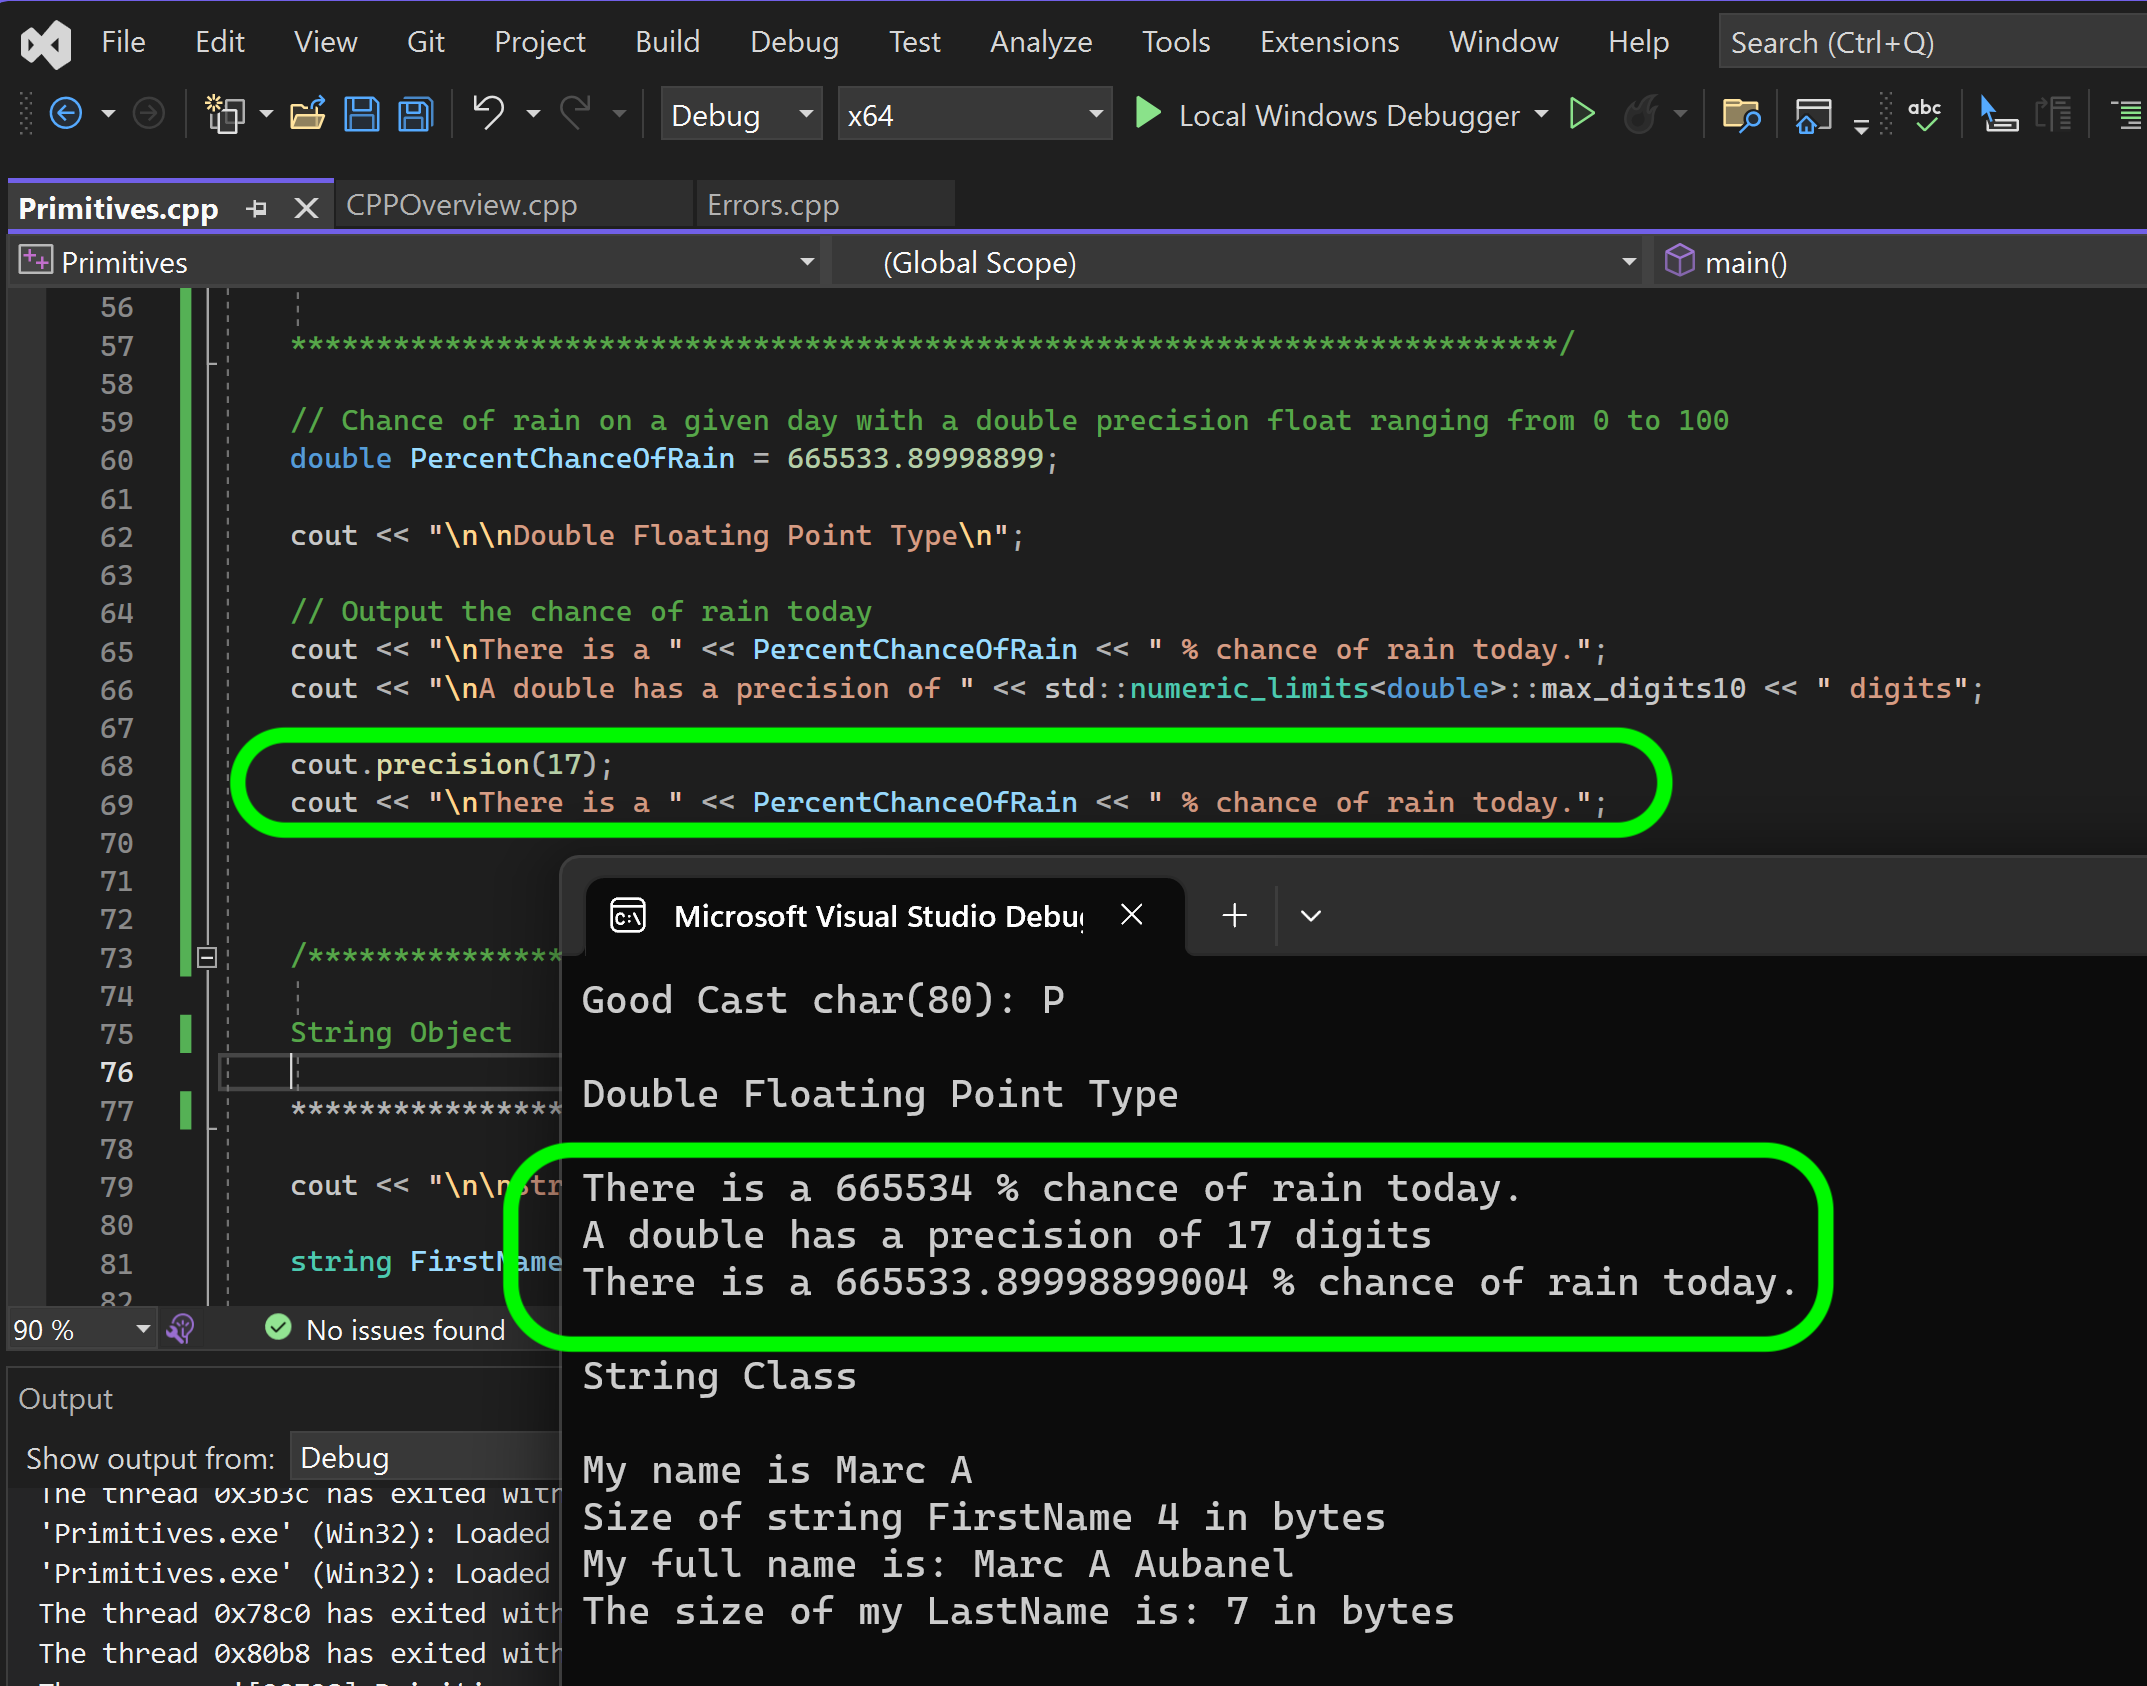 File Edit View Git Project Build Debug Test Analyze Tools Extensions Window Help Search (Ctrl+Q)
Debug x64 Local Windows Debugger abc
Primitives.cpp CPPOverview.cpp Errors.cpp
Primitives (Global Scope) main()
56
57 **************************************************************************/
58
59 // Chance of rain on a given day with a double precision float ranging from 0 to 100
60 double PercentChanceOfRain = 665533.89998899;
61
62 cout << "\n\nDouble Floating Point Type\n";
63
64 // Output the chance of rain today
65 cout << "\nThere is a " << PercentChanceOfRain << " % chance of rain today.";
66 cout << "\nA double has a precision of " << std::numeric_limits<double>::max_digits10 << " digits";
67
68 cout.precision(17);
69 cout << "\nThere is a " << PercentChanceOfRain << " % chance of rain today.";
70
71
72
73 /***************
74
75 String Object
76
77 ****************
78
79 cout << "\n\nStr
80
81 string FirstName
82
90 % No issues found
Output
Show output from: Debug
The thread 0x3b3c has exited with
'Primitives.exe' (Win32): Loaded
'Primitives.exe' (Win32): Loaded
The thread 0x78c0 has exited with
The thread 0x80b8 has exited with
C:\ Microsoft Visual Studio Debug
Good Cast char(80): P
Double Floating Point Type
There is a 665534 % chance of rain today.
A double has a precision of 17 digits
There is a 665533.89998899004 % chance of rain today.
String Class
My name is Marc A
Size of string FirstName 4 in bytes
My full name is: Marc A Aubanel
The size of my LastName is: 7 in bytes